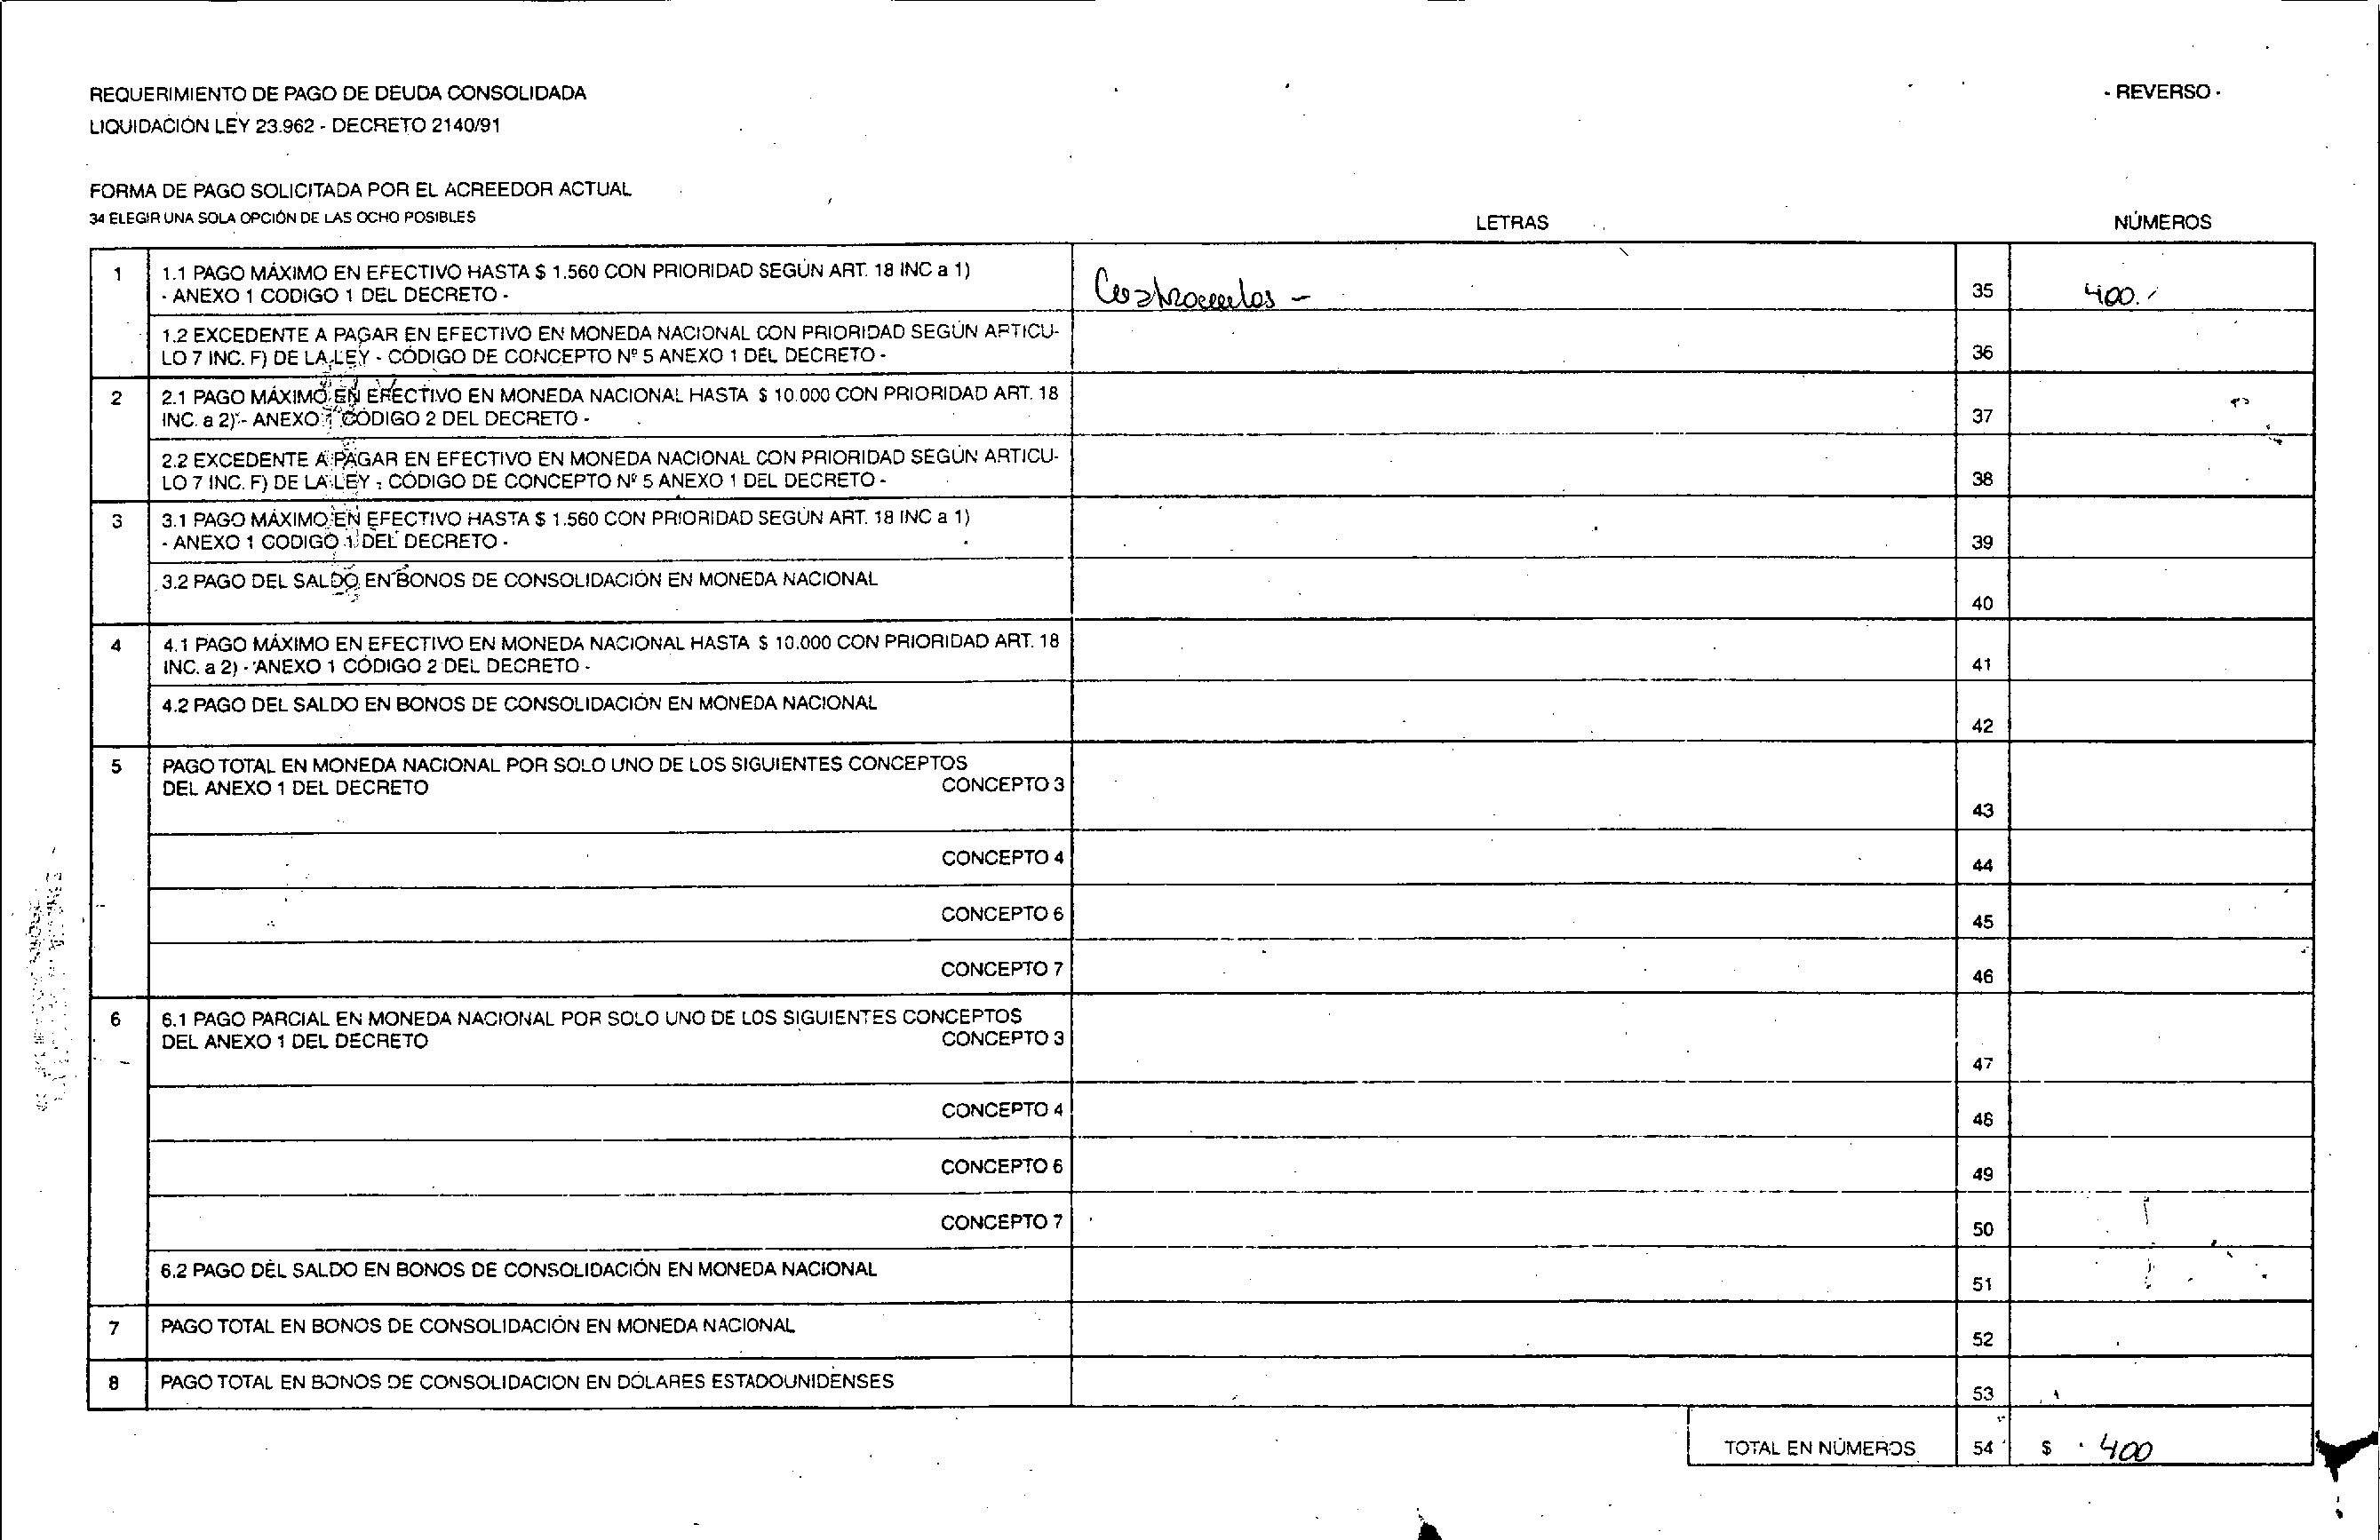 REQUERIMIENTO DE PAGO DE DEUDA CONSOLIDADA
- REVERSO -
LIQUIDACIÓN LEY 23.962 - DECRETO 2140/91
FORMA DE PAGO SOLICITADA POR EL ACREEDOR ACTUAL
34 ELEGIR UNA SOLA OPCIÓN DE LAS OCHO POSIBLES
LETRAS
NÚMEROS
1
1.1 PAGO MÁXIMO EN EFECTIVO HASTA $ 1.560 CON PRIORIDAD SEGÚN ART. 18 INC a 1)
- ANEXO 1 CODIGO 1 DEL DECRETO -
Cuatrocientos -
35
400.-
1.2 EXCEDENTE A PAGAR EN EFECTIVO EN MONEDA NACIONAL CON PRIORIDAD SEGÚN ARTICU-
LO 7 INC. F) DE LA LEY - CÓDIGO DE CONCEPTO Nº 5 ANEXO 1 DEL DECRETO -
36
2
2.1 PAGO MÁXIMO EN EFECTIVO EN MONEDA NACIONAL HASTA $ 10.000 CON PRIORIDAD ART. 18
INC. a 2) - ANEXO 1 CÓDIGO 2 DEL DECRETO -
37
2.2 EXCEDENTE A PAGAR EN EFECTIVO EN MONEDA NACIONAL CON PRIORIDAD SEGÚN ARTICU-
LO 7 INC. F) DE LA LEY - CÓDIGO DE CONCEPTO Nº 5 ANEXO 1 DEL DECRETO -
38
3
3.1 PAGO MÁXIMO EN EFECTIVO HASTA $ 1.560 CON PRIORIDAD SEGÚN ART. 18 INC a 1)
- ANEXO 1 CODIGO 1 DEL DECRETO -
39
3.2 PAGO DEL SALDO EN BONOS DE CONSOLIDACIÓN EN MONEDA NACIONAL
40
4
4.1 PAGO MÁXIMO EN EFECTIVO EN MONEDA NACIONAL HASTA $ 10.000 CON PRIORIDAD ART. 18
INC. a 2) - ANEXO 1 CÓDIGO 2 DEL DECRETO -
41
4.2 PAGO DEL SALDO EN BONOS DE CONSOLIDACIÓN EN MONEDA NACIONAL
42
5
PAGO TOTAL EN MONEDA NACIONAL POR SOLO UNO DE LOS SIGUIENTES CONCEPTOS
DEL ANEXO 1 DEL DECRETO CONCEPTO 3
43
CONCEPTO 4
44
CONCEPTO 6
45
CONCEPTO 7
46
6
6.1 PAGO PARCIAL EN MONEDA NACIONAL POR SOLO UNO DE LOS SIGUIENTES CONCEPTOS
DEL ANEXO 1 DEL DECRETO CONCEPTO 3
47
CONCEPTO 4
48
CONCEPTO 6
49
CONCEPTO 7
50
6.2 PAGO DEL SALDO EN BONOS DE CONSOLIDACIÓN EN MONEDA NACIONAL
51
7
PAGO TOTAL EN BONOS DE CONSOLIDACIÓN EN MONEDA NACIONAL
52
8
PAGO TOTAL EN BONOS DE CONSOLIDACION EN DÓLARES ESTADOUNIDENSES
53
TOTAL EN NÚMEROS
54
$ 400